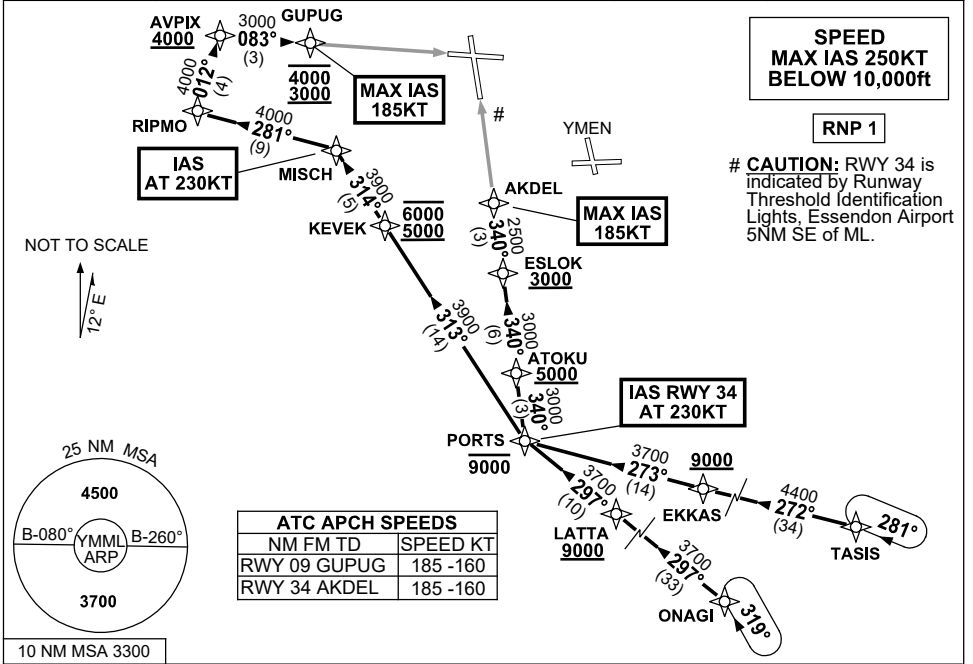 AVPIX
4000
3000
083°
(3)
GUPUG
4000
3000
MAX IAS
185KT
SPEED
MAX IAS 250KT
BELOW 10,000ft
RNP 1
# CAUTION: RWY 34 is
indicated by Runway
Threshold Identification
Lights, Essendon Airport
5NM SE of ML.
4000
012°
(4)
RIPMO
4000
281°
(9)
IAS
AT 230KT
MISCH
#
YMEN
AKDEL
MAX IAS
185KT
3900
314°
(5)
KEVEK
6000
5000
2500
340°
(3)
ESLOK
3000
NOT TO SCALE
12° E
3900
313°
(14)
3000
340°
(6)
ATOKU
5000
3000
340°
(3)
IAS RWY 34
AT 230KT
PORTS
9000
3700
273°
(14)
9000
EKKAS
4400
272°
(34)
281°
TASIS
3700
297°
(10)
LATTA
9000
3700
297°
(33)
ONAGI
319°
25 NM MSA
4500
B-080°
YMML
ARP
B-260°
3700
10 NM MSA 3300
ATC APCH SPEEDS
NM FM TD SPEED KT
RWY 09 GUPUG 185 -160
RWY 34 AKDEL 185 -160